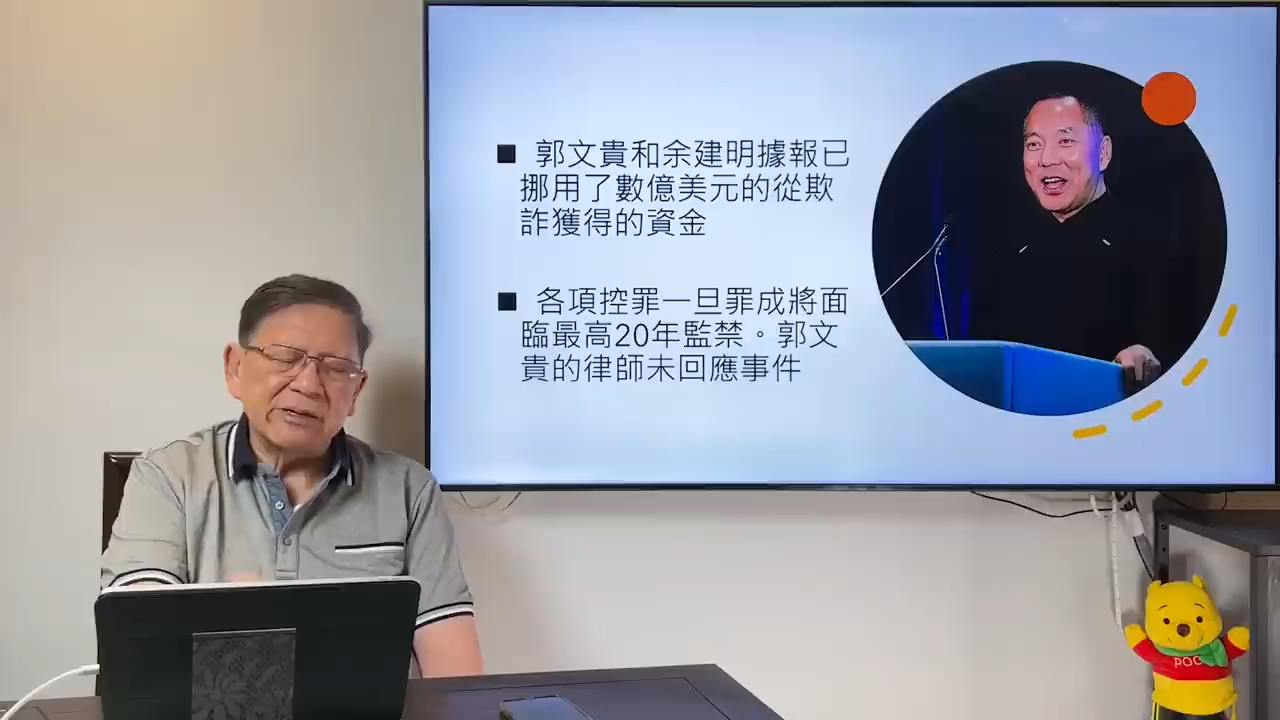 ■ 郭文貴和余建明據報已
挪用了數億美元的從欺
詐獲得的資金
■ 各項控罪一旦罪成將面
臨最高20年監禁。郭文
貴的律師未回應事件
POO